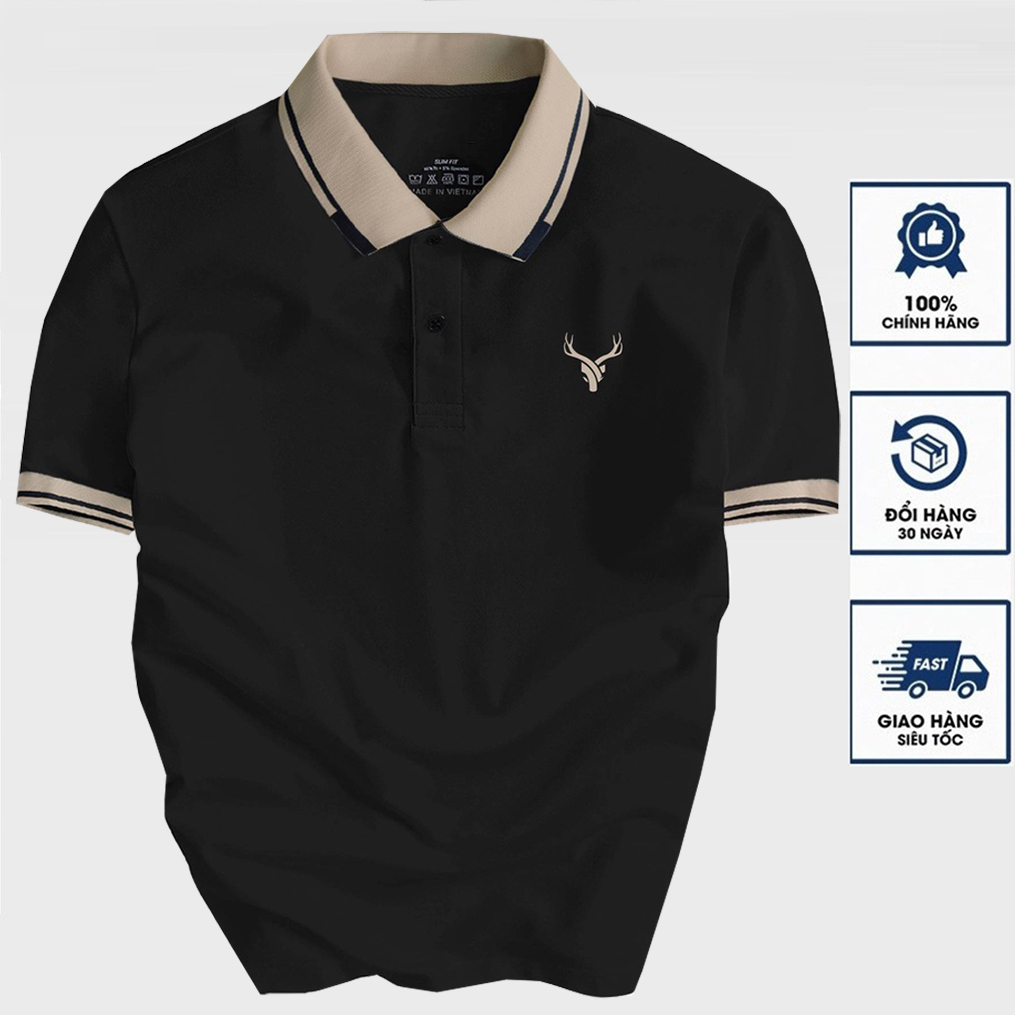 SLIM FIT
MADE IN VIETNAM
100%
CHÍNH HÃNG
ĐỔI HÀNG
30 NGÀY
FAST
GIAO HÀNG
SIÊU TỐC